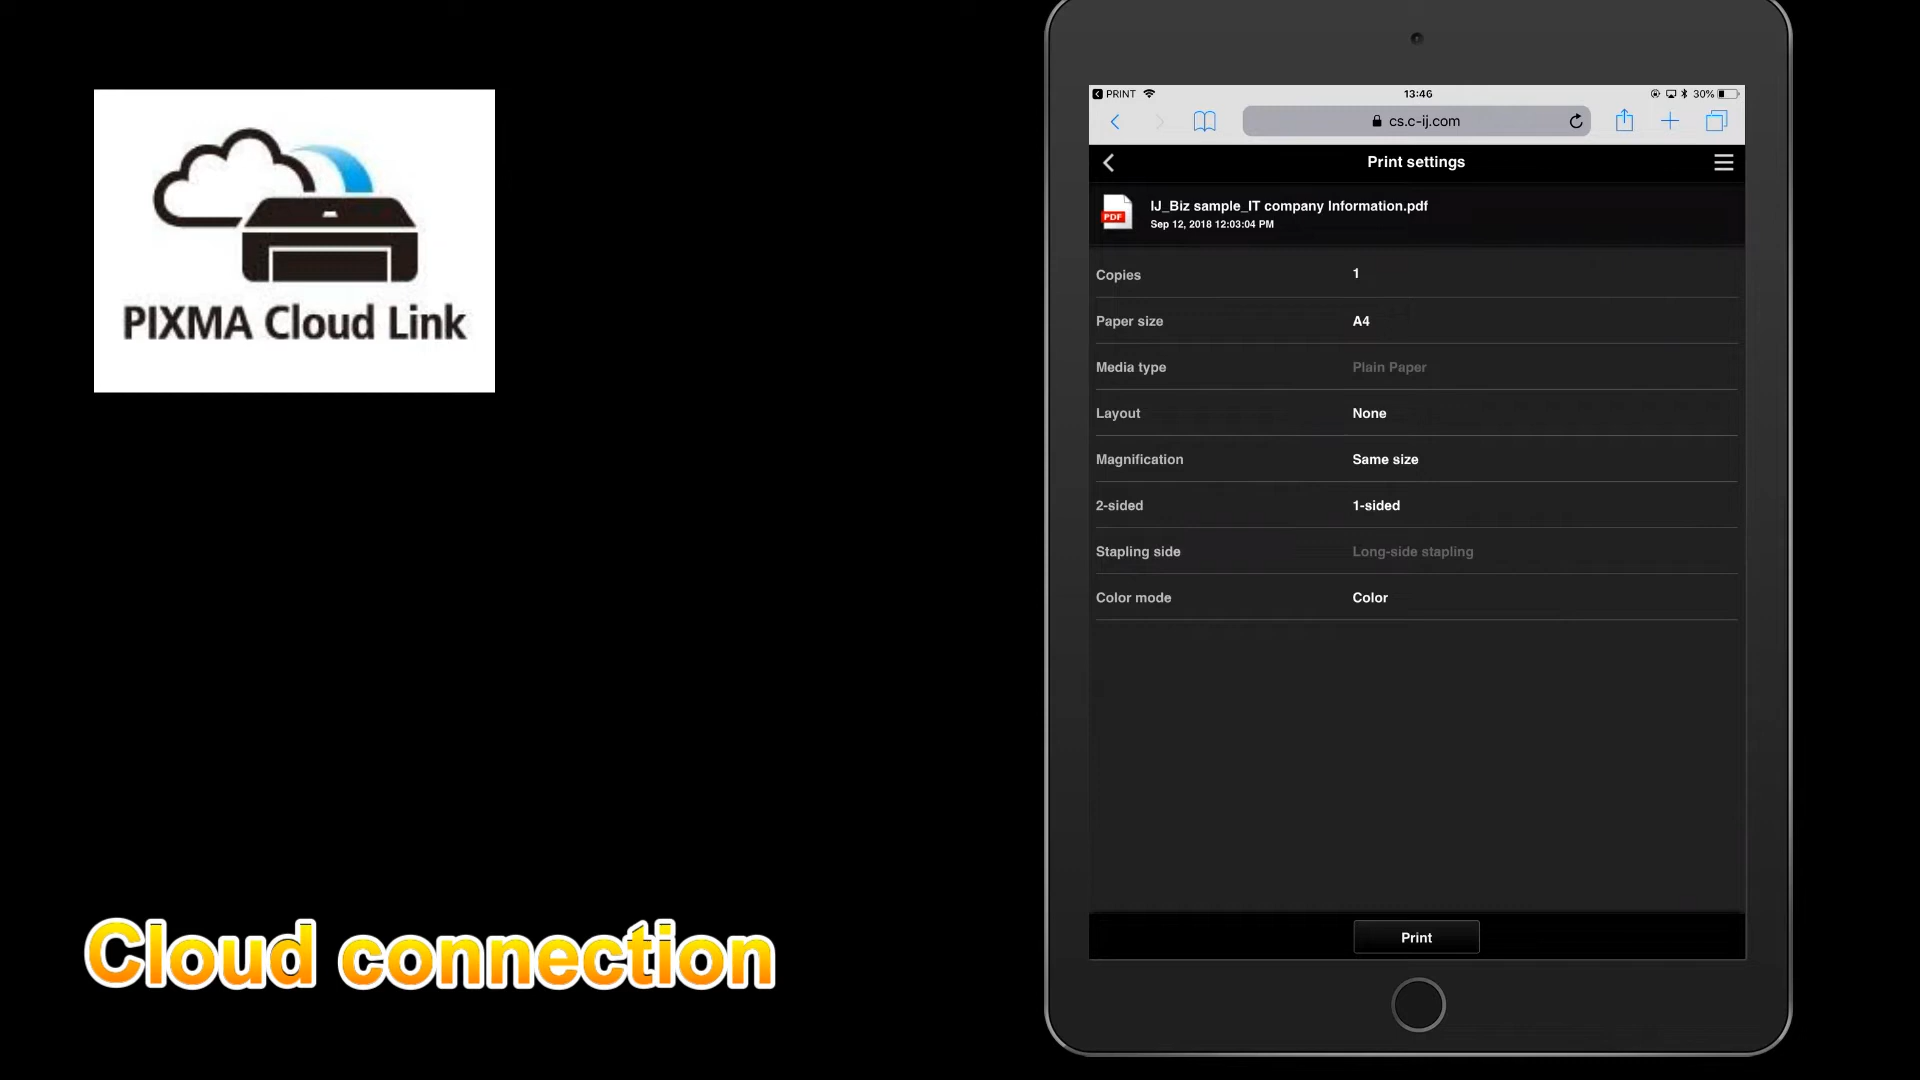 PIXMA Cloud Link
Cloud connection
PRINT
13:46
30%
cs.c-ij.com
Print settings
PDF
IJ_Biz sample_IT company Information.pdf
Sep 12, 2018 12:03:04 PM
Copies 1
Paper size A4
Media type Plain Paper
Layout None
Magnification Same size
2-sided 1-sided
Stapling side Long-side stapling
Color mode Color
Print